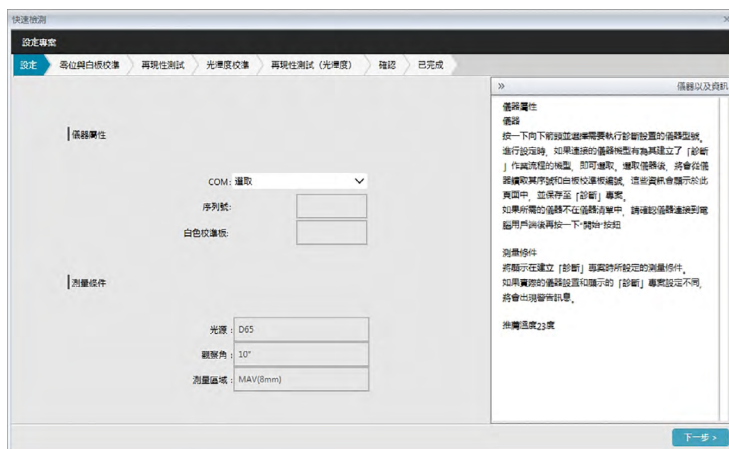 快速檢測
設定專案
設定 零位與白板校準 再現性測試 光澤度校準 再現性測試（光澤度） 確認 已完成
» 儀器以及資訊
儀器屬性
COM: 選取
序列號:
白色校準板:
測量條件
光源: D65
觀察角: 10°
測量區域: MAV(8mm)
儀器屬性
儀器
按一下向下箭頭並選擇需要執行診斷設置的儀器型號。
進行設定時，如果連接的儀器機型有為其建立了「診斷
」作業流程的機型，即可選取。選取儀器後，將會從儀
器讀取其序號和白板校準板編號，這些資訊會顯示於此
頁面中，並保存至「診斷」專案。
如果所需的儀器不在儀器清單中，請確認儀器連接到電
腦用戶端後再按一下"開始"按鈕
測量條件
將顯示在建立「診斷」專案時所設定的測量條件。
如果實際的儀器設置和顯示的「診斷」專案設定不同，
將會出現警告訊息。
推薦溫度23度
下一步 >